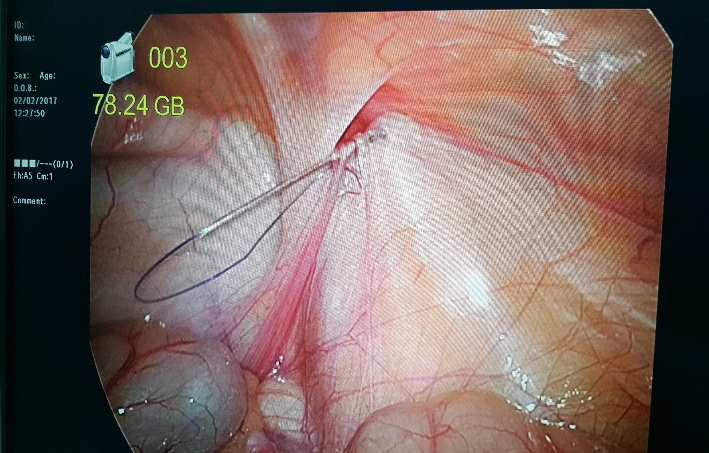 ID:
Name:
003
Sex: Age:
D.O.B.:
02/02/2017
12:27:50
78.24 GB
■■■/---(0/1)
Eh:A5 Cm:1
Comment: